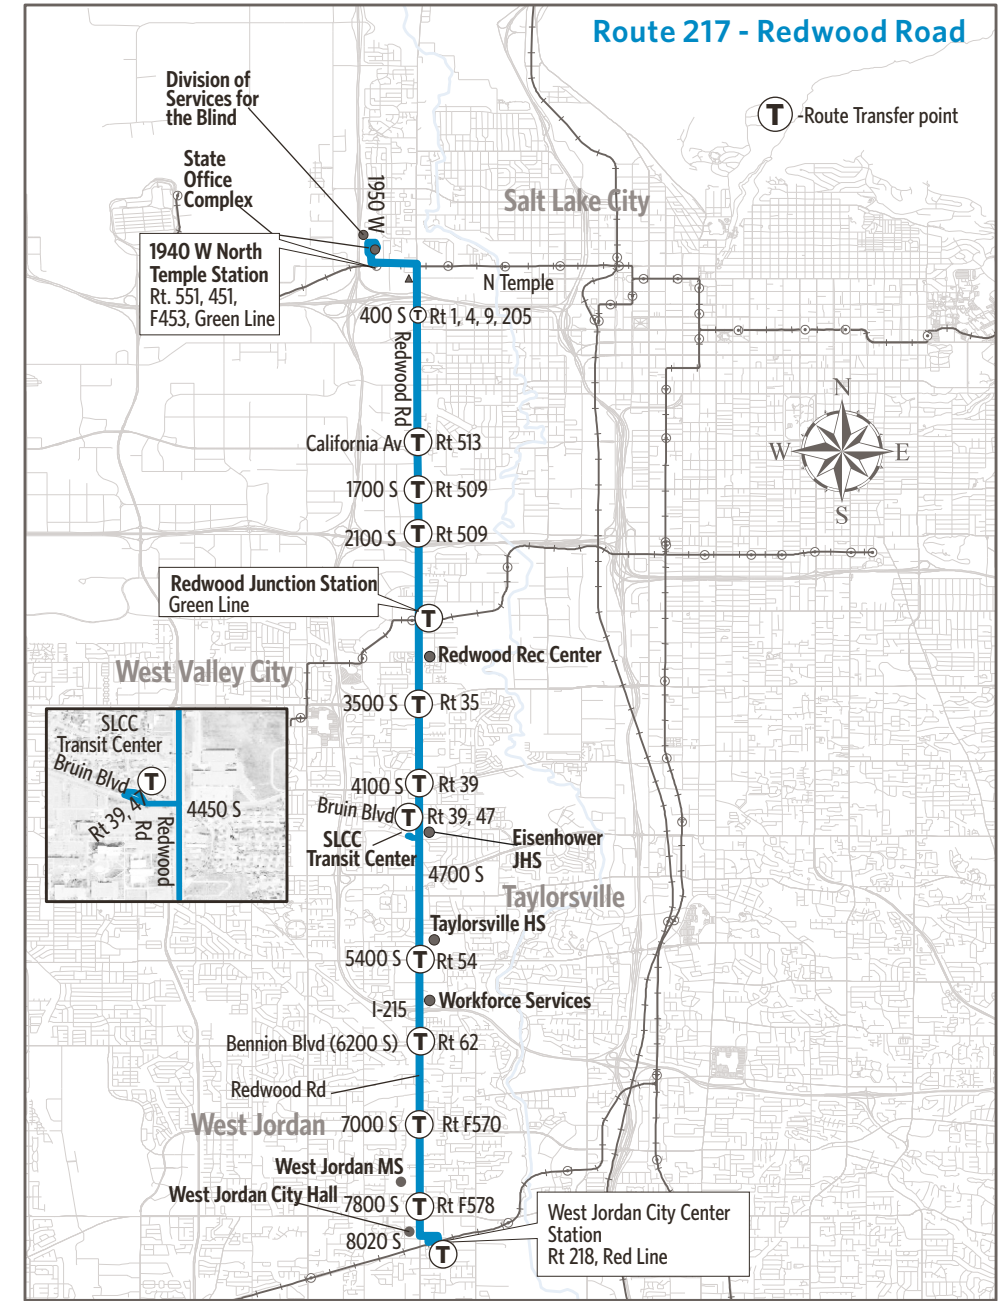 Route 217 - Redwood Road
T -Route Transfer point
Division of
Services for
the Blind
State
Office
Complex
1950 W
Salt Lake City
1940 W North
Temple Station
Rt. 551, 451,
F453, Green Line
N Temple
400 S T Rt 1, 4, 9, 205
Redwood Rd
N
W E
S
California Av T Rt 513
1700 S T Rt 509
2100 S T Rt 509
Redwood Junction Station
Green Line
T
Redwood Rec Center
West Valley City
3500 S T Rt 35
SLCC
Transit Center
Bruin Blvd
T
Rt 39, 47
4450 S
Redwood
Rd
4100 S T Rt 39
Bruin Blvd T Rt 39, 47
SLCC
Transit Center
Eisenhower
JHS
4700 S
Taylorsville
Taylorsville HS
5400 S T Rt 54
I-215
Workforce Services
Bennion Blvd (6200 S) T Rt 62
Redwood Rd
West Jordan
7000 S T Rt F570
West Jordan MS
West Jordan City Hall
7800 S T Rt F578
8020 S
T
West Jordan City Center
Station
Rt 218, Red Line